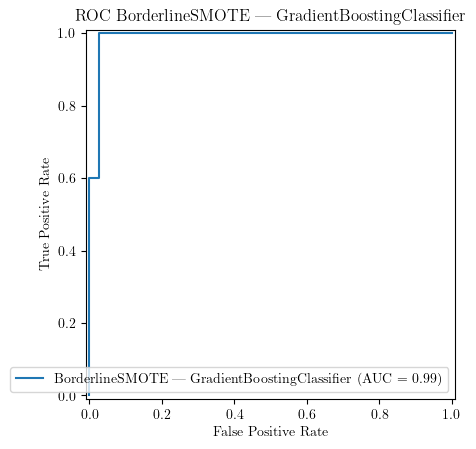 ROC BorderlineSMOTE — GradientBoostingClassifier
1.0
0.8
0.6
0.4
0.2
0.0
True Positive Rate
BorderlineSMOTE — GradientBoostingClassifier (AUC = 0.99)
0.0 0.2 0.4 0.6 0.8 1.0
False Positive Rate